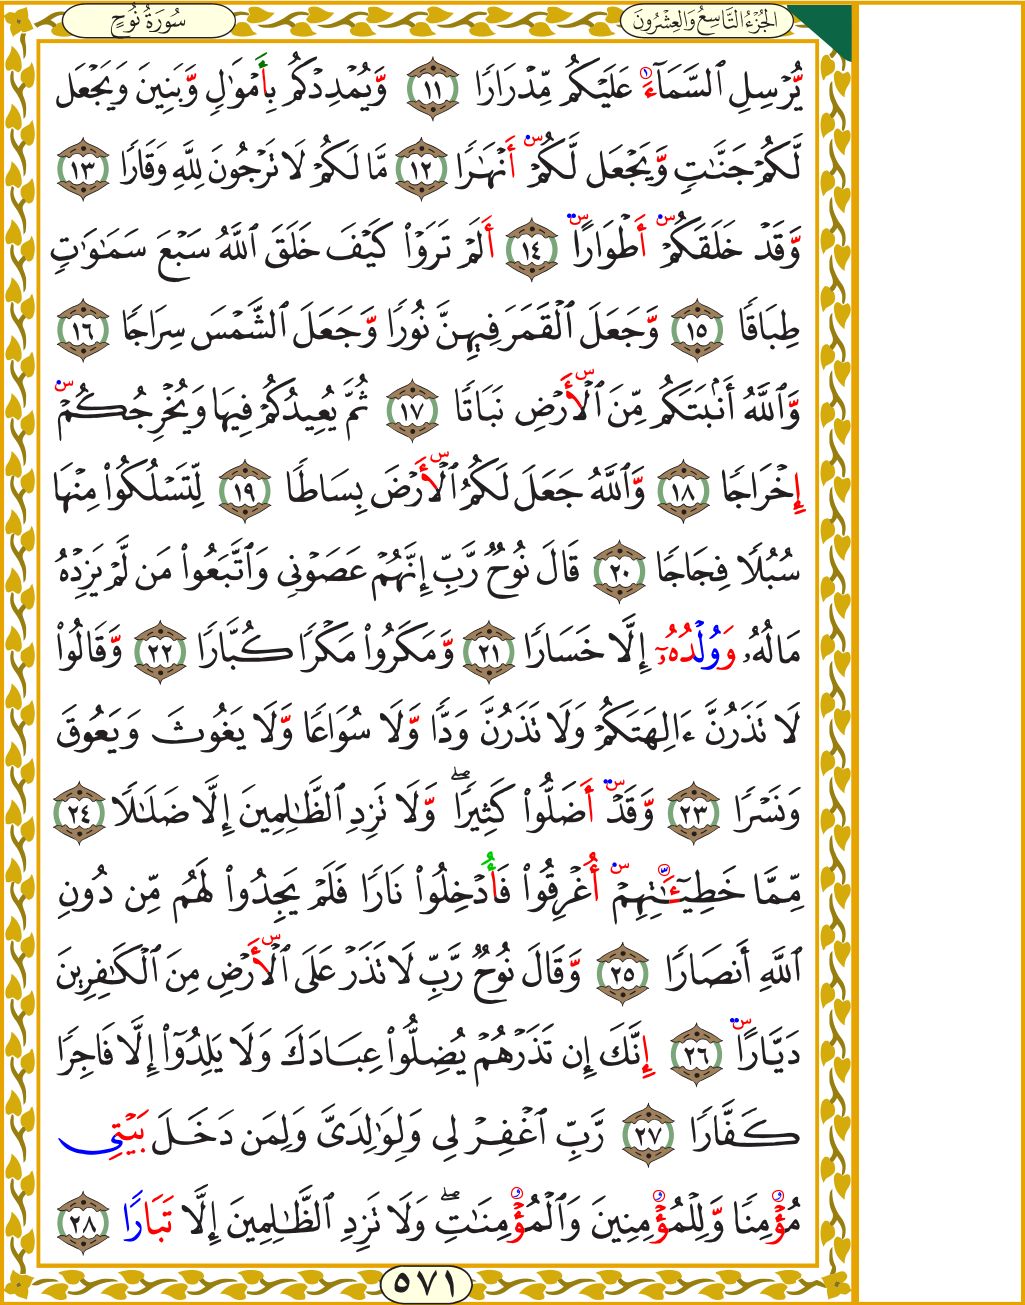 سُورَةُ نُوحٍ
الجُزْءُ التَّاسِعُ وَالعِشْرُونَ
يُّرْسِلِ ٱلسَّمَآءَ عَلَيْكُم مِّدْرَارٗا ١١ وَّيُمْدِدْكُم بِأَمْوَٰلٖ وَّبَنِينَ وَيَجْعَل
لَّكُمْ جَنَّٰتٖ وَّيَجْعَل لَّكُمْۥ أَنْهَٰرٗا ١٢ مَّا لَكُمْ لَا تَرْجُونَ لِلَّهِ وَقَارٗا ١٣
وَّقَدْ خَلَقَكُمْ أَطْوَارًا ١٤ أَلَمْ تَرَوْاْ كَيْفَ خَلَقَ ٱللَّهُ سَبْعَ سَمَٰوَٰتٖ
طِبَاقٗا ١٥ وَّجَعَلَ ٱلْقَمَرَ فِيهِنَّ نُورٗا وَّجَعَلَ ٱلشَّمْسَ سِرَاجٗا ١٦
وَّٱللَّهُ أَنۢبَتَكُم مِّنَ ٱلْأَرْضِ نَبَاتٗا ١٧ ثُمَّ يُعِيدُكُمْ فِيهَا وَيُخْرِجُكُمْ
إِخْرَاجٗا ١٨ وَّٱللَّهُ جَعَلَ لَكُمُ ٱلْأَرْضَ بِسَاطٗا ١٩ لِّتَسْلُكُواْ مِنْهَا
سُبُلٗا فِجَاجٗا ٢٠ قَالَ نُوحٞ رَّبِّ إِنَّهُمْ عَصَوْنِي وَٱتَّبَعُواْ مَن لَّمْ يَزِدْهُ
مَالُهُۥ وَوُلْدُهُۥٓ إِلَّا خَسَارٗا ٢١ وَّمَكَرُواْ مَكْرٗا كُبَّارٗا ٢٢ وَّقَالُواْ
لَا تَذَرُنَّ ءَالِهَتَكُمْ وَلَا تَذَرُنَّ وَدّٗا وَّلَا سُوَاعٗا وَّلَا يَغُوثَ وَيَعُوقَ
وَنَسْرٗا ٢٣ وَّقَدْ أَضَلُّواْ كَثِيرٗاۖ وَّلَا تَزِدِ ٱلظَّٰلِمِينَ إِلَّا ضَلَٰلٗا ٢٤
مِّمَّا خَطِيٓـَٰٔتِهِمْ أُغْرِقُواْ فَأُدْخِلُواْ نَارٗا فَلَمْ يَجِدُواْ لَهُم مِّن دُونِ
ٱللَّهِ أَنصَارٗا ٢٥ وَّقَالَ نُوحٞ رَّبِّ لَا تَذَرْ عَلَى ٱلْأَرْضِ مِنَ ٱلْكَٰفِرِينَ
دَيَّارًا ٢٦ إِنَّكَ إِن تَذَرْهُمْ يُضِلُّواْ عِبَادَكَ وَلَا يَلِدُوٓاْ إِلَّا فَاجِرٗا
كَفَّارٗا ٢٧ رَّبِّ ٱغْفِرْ لِي وَلِوَٰلِدَيَّ وَلِمَن دَخَلَ بَيْتِي
مُؤْمِنٗا وَّلِلْمُؤْمِنِينَ وَٱلْمُؤْمِنَٰتِۖ وَلَا تَزِدِ ٱلظَّٰلِمِينَ إِلَّا تَبَارًا ٢٨
٥٧١